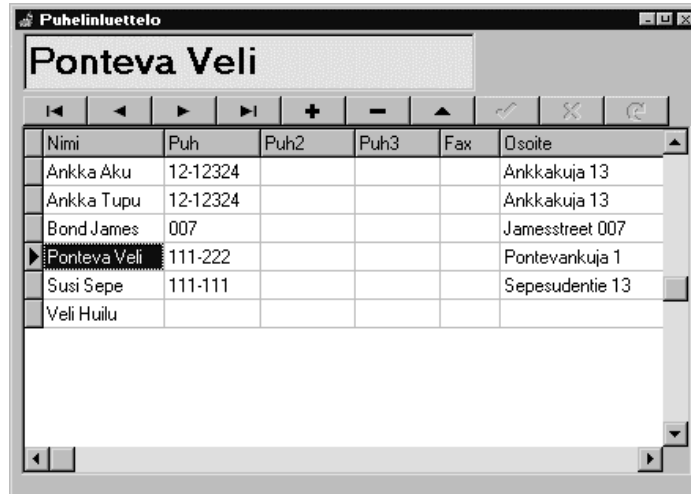 Puhelinluettelo
Ponteva Veli
Nimi Puh Puh2 Puh3 Fax Osoite
Ankka Aku 12-12324 Ankkakuja 13
Ankka Tupu 12-12324 Ankkakuja 13
Bond James 007 Jamesstreet 007
Ponteva Veli 111-222 Pontevankuja 1
Susi Sepe 111-111 Sepesudentie 13
Veli Huilu